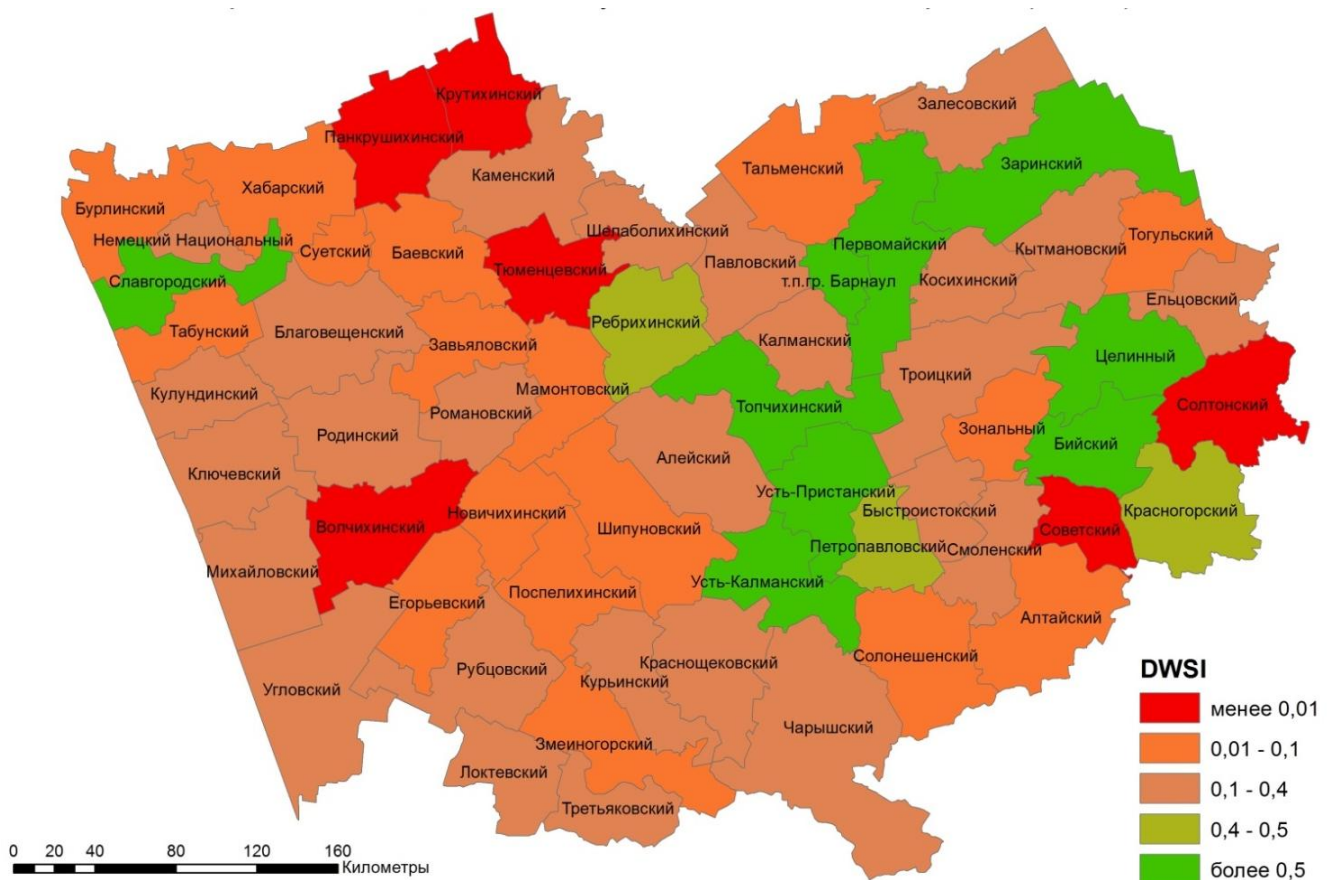 Крутихинский
Панкрушихинский
Залесовский
Заринский
Каменский
Тальменский
Хабарский
Бурлинский
Шелаболихинский
Немецкий Национальный
Суетский
Баевский
Первомайский
Кытмановский
Тогульский
Тюменцевский
Павловский
Славгородский
т.п.гр. Барнаул
Косихинский
Ельцовский
Ребрихинский
Табунский
Благовещенский
Завьяловский
Калманский
Целинный
Троицкий
Кулундинский
Мамонтовский
Романовский
Топчихинский
Солтонский
Родинский
Зональный
Бийский
Алейский
Ключевский
Усть-Пристанский
Быстроистокский
Красногорский
Новичихинский
Волчихинский
Шипуновский
Советский
Петропавловский
Смоленский
Михайловский
Усть-Калманский
Поспелихинский
Егорьевский
Алтайский
Солонешенский
Краснощековский
Рубцовский
Курьинский
Угловский
Чарышский
Змеиногорский
Локтевский
Третьяковский
DWSI
менее 0,01
0,01 - 0,1
0,1 - 0,4
0,4 - 0,5
более 0,5
0 20 40 80 120 160
Километры